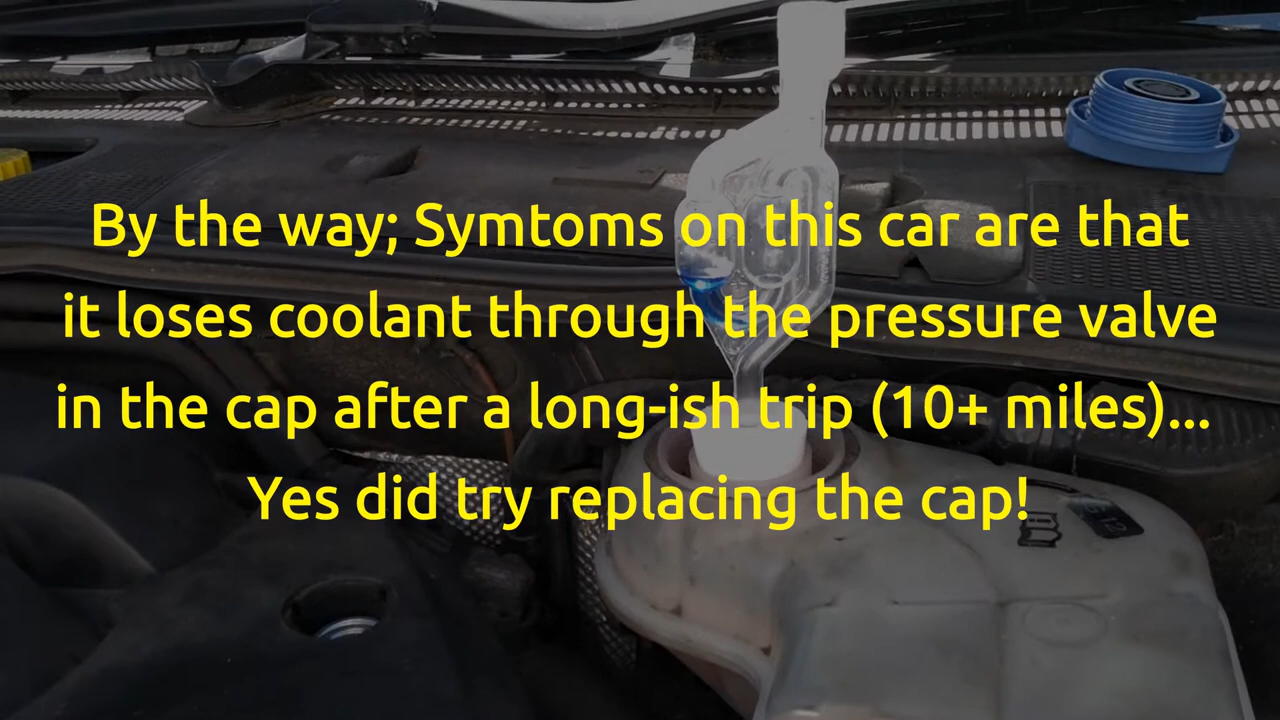 By the way; Symtoms on this car are that
it loses coolant through the pressure valve
in the cap after a long-ish trip (10+ miles)...
Yes did try replacing the cap!